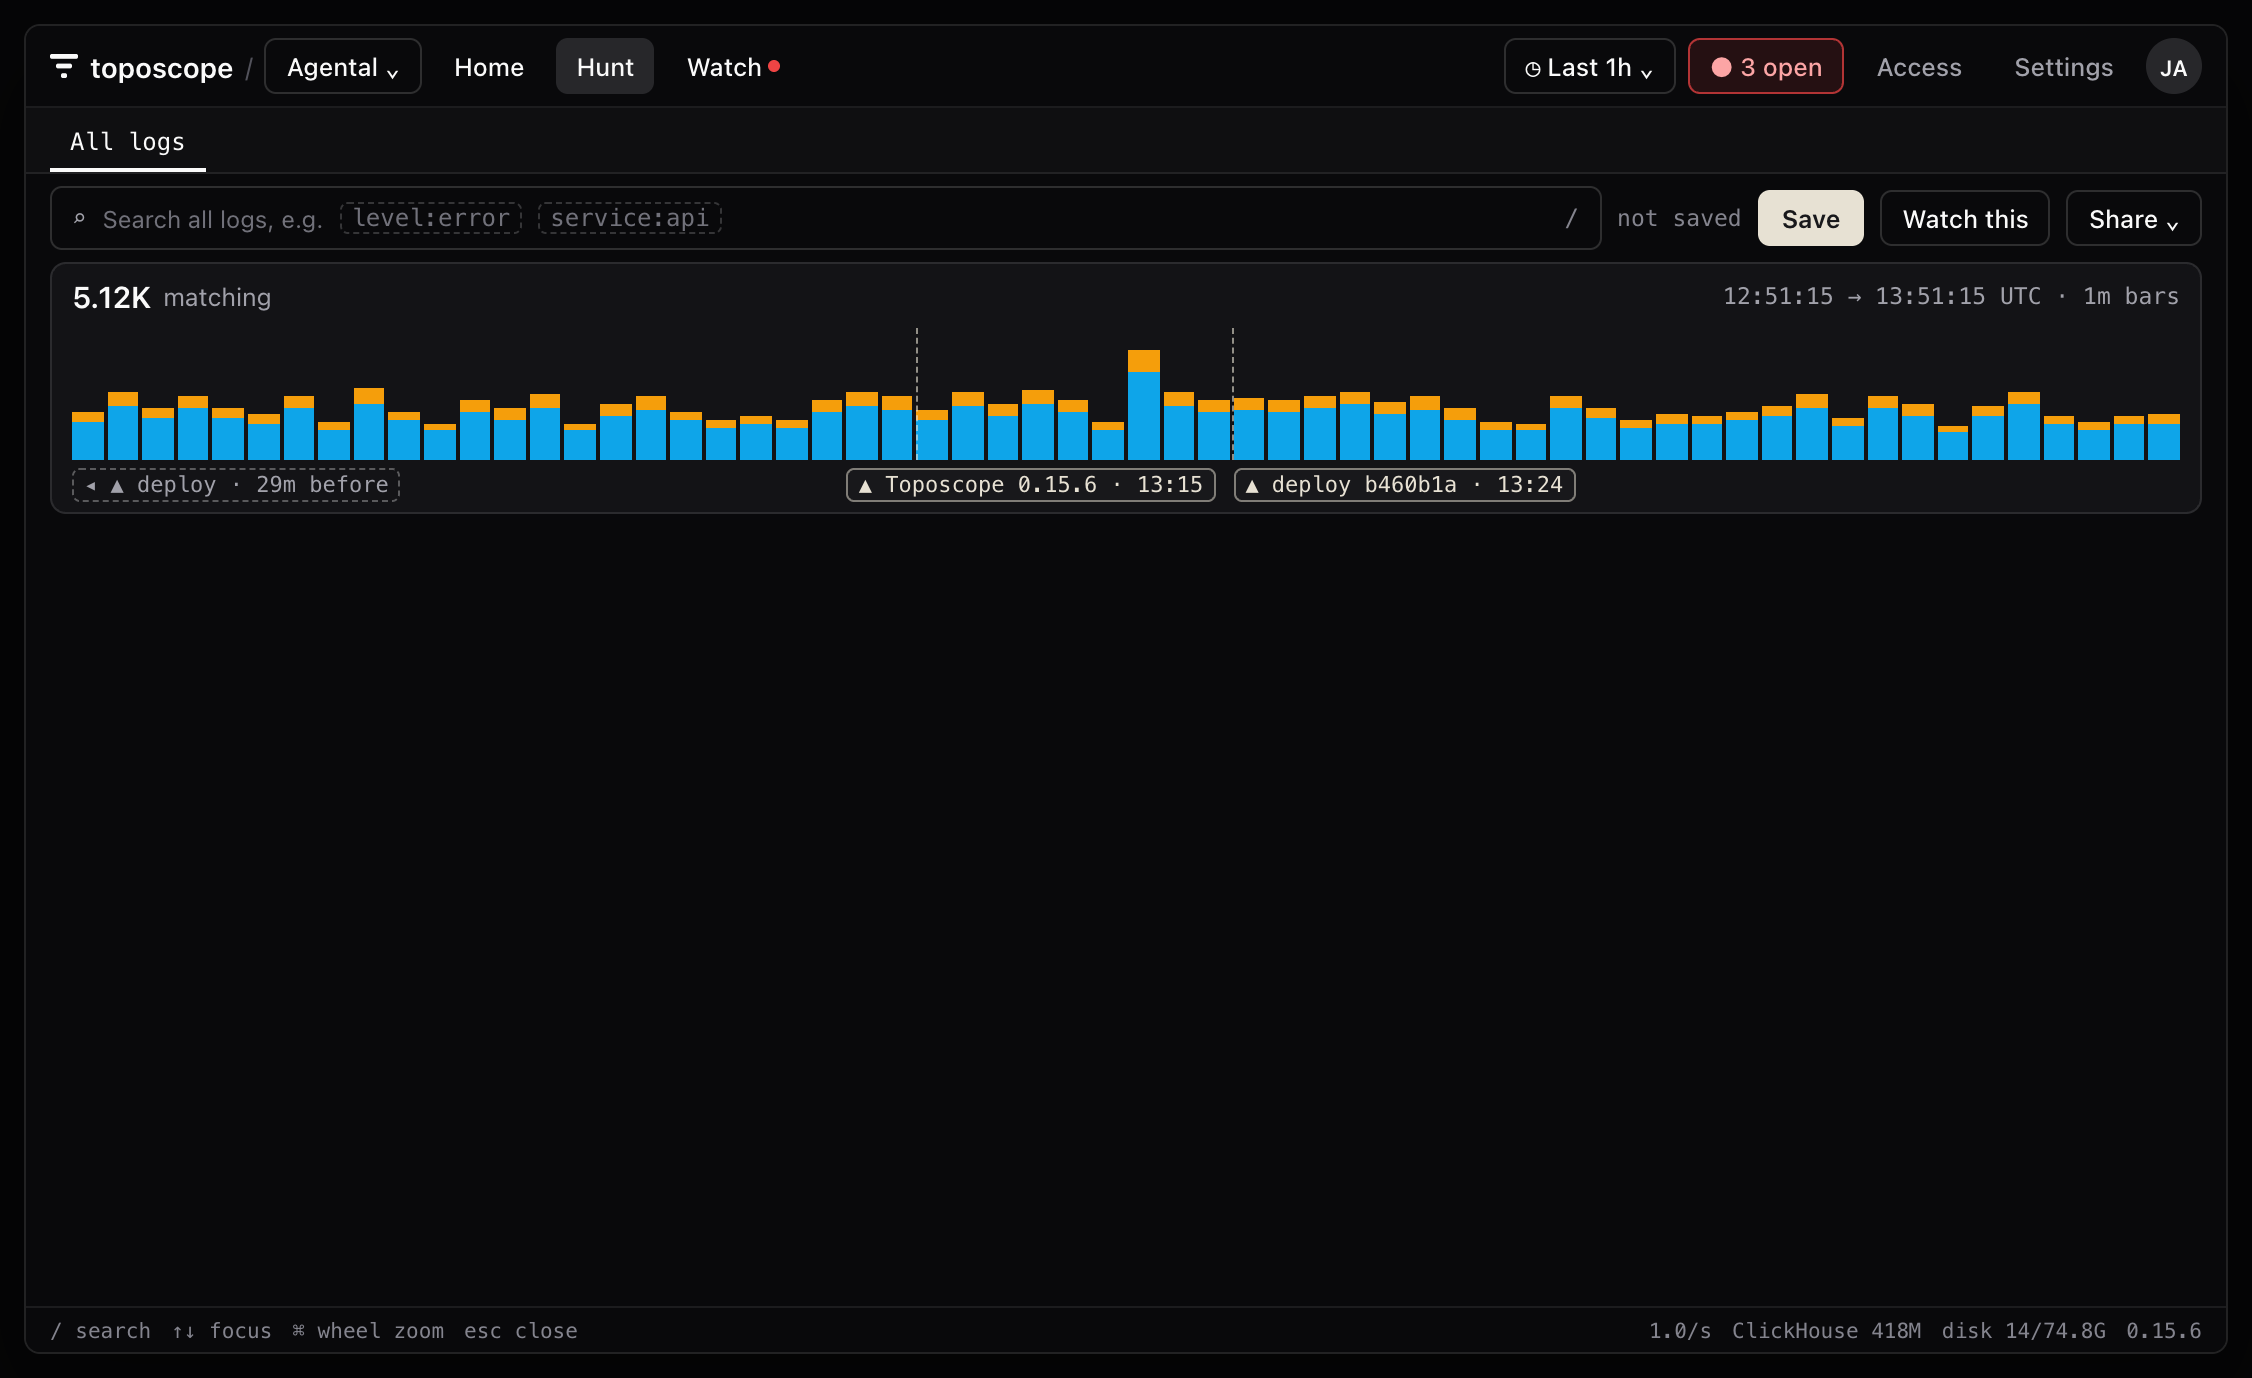 toposcope / Agental ⌄ Home Hunt Watch Last 1h ⌄ 3 open Access Settings JA
All logs
Search all logs, e.g. level:error service:api / not saved Save Watch this Share ⌄
5.12K matching 12:51:15 → 13:51:15 UTC · 1m bars
◂ ▲ deploy · 29m before ▲ Toposcope 0.15.6 · 13:15 ▲ deploy b460b1a · 13:24
/ search ↑↓ focus ⌘ wheel zoom esc close 1.0/s ClickHouse 418M disk 14/74.8G 0.15.6